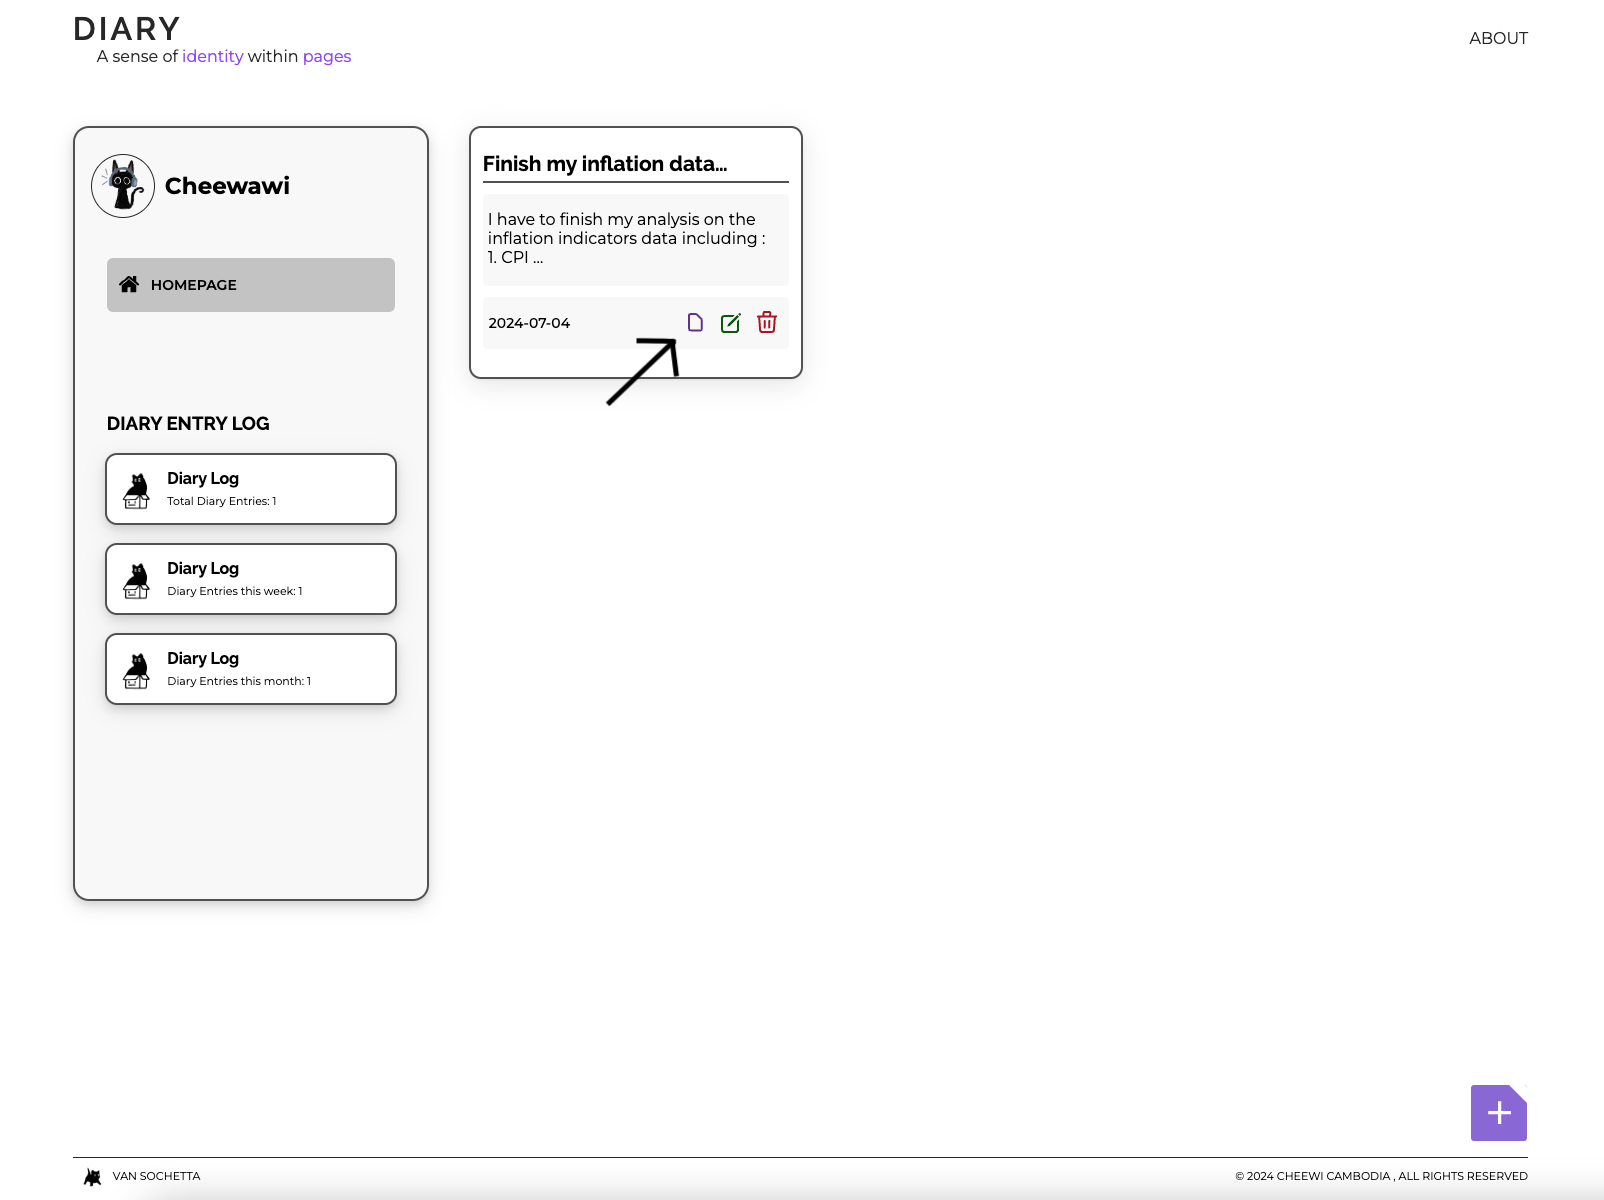 DIARY
A sense of identity within pages
ABOUT
Cheewawi
HOMEPAGE
DIARY ENTRY LOG
Diary Log
Total Diary Entries: 1
Diary Log
Diary Entries this week: 1
Diary Log
Diary Entries this month: 1
Finish my inflation data...
I have to finish my analysis on the
inflation indicators data including :
1. CPI ...
2024-07-04
VAN SOCHETTA
© 2024 CHEEWI CAMBODIA , ALL RIGHTS RESERVED